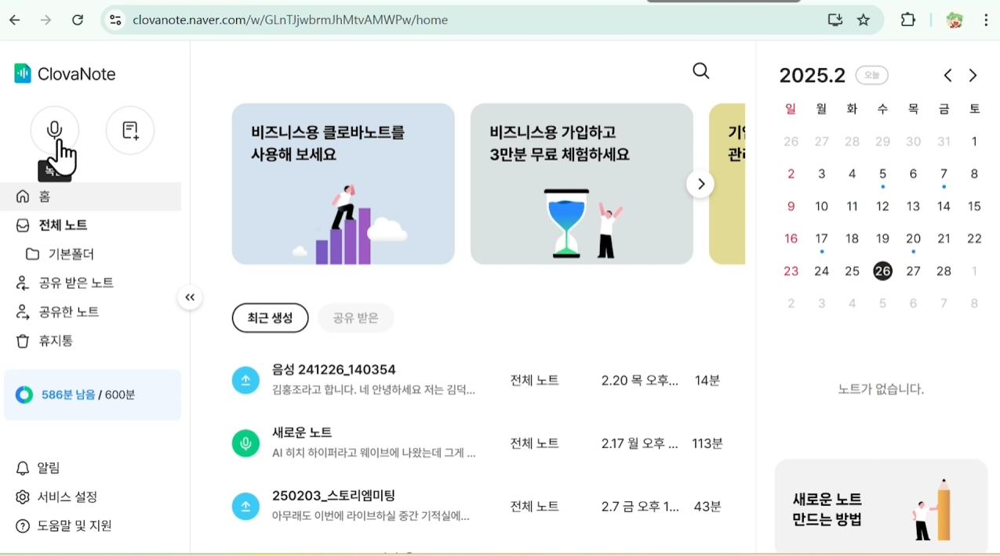 clovanote.naver.com/w/GLnTJjwbrmJhMtvAMWPw/home
ClovaNote
홈
전체 노트
기본폴더
공유 받은 노트
공유한 노트
휴지통
586분 남음 / 600분
알림
서비스 설정
도움말 및 지원
비즈니스용 클로바노트를
사용해 보세요
비즈니스용 가입하고
3만분 무료 체험하세요
최근 생성 공유 받은
음성 241226_140354
김홍조라고 합니다. 네 안녕하세요 저는 김덕...
전체 노트 2.20 목 오후... 14분
새로운 노트
AI 히치 하이퍼라고 웨이브에 나왔는데 그게 ...
전체 노트 2.17 월 오후 ... 113분
250203_스토리엠미팅
아무래도 이번에 라이브하실 중간 기적실에...
전체 노트 2.7 금 오후 1... 43분
2025.2 오늘
일 월 화 수 목 금 토
26 27 28 29 30 31 1
2 3 4 5 6 7 8
9 10 11 12 13 14 15
16 17 18 19 20 21 22
23 24 25 26 27 28 1
2 3 4 5 6 7 8
노트가 없습니다.
새로운 노트
만드는 방법